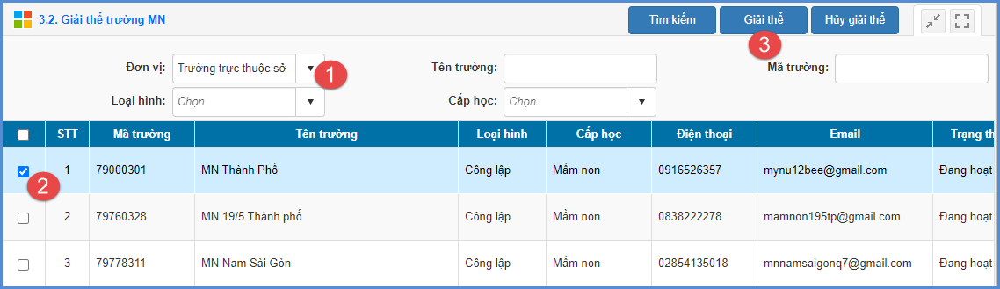 3.2. Giải thể trường MN
Tìm kiếm
Giải thể
Hủy giải thể
3
Đơn vị: Trường trực thuộc sở
1
Tên trường:
Mã trường:
Loại hình: Chọn
Cấp học: Chọn
STT Mã trường Tên trường Loại hình Cấp học Điện thoại Email Trạng th
1 79000301 MN Thành Phố Công lập Mầm non 0916526357 mynu12bee@gmail.com Đang hoạt
2
2 79760328 MN 19/5 Thành phố Công lập Mầm non 0838222278 mamnon195tp@gmail.com Đang hoạt
3 79778311 MN Nam Sài Gòn Công lập Mầm non 02854135018 mnnamsaigonq7@gmail.com Đang hoạt